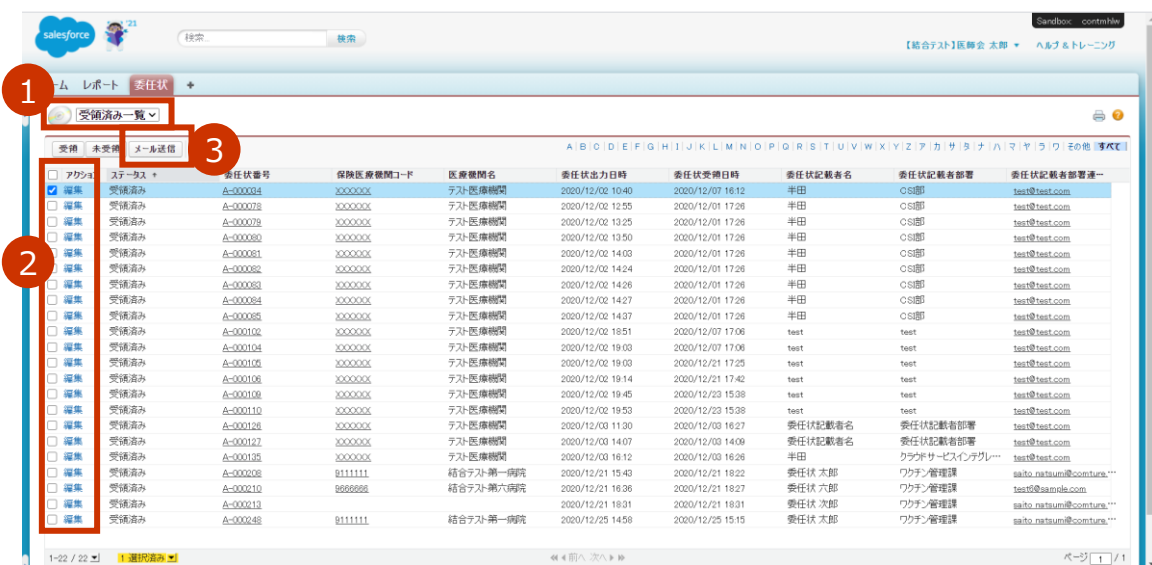 salesforce '21 検索... 検索 Sandbox: contmhlw
【結合テスト】医師会 太郎 ▼ ヘルプ & トレーニング
ーム レポート 委任状 +
1
受領済み一覧
受領 未受領 メール送信 3 A | B | C | D | E | F | G | H | I | J | K | L | M | N | O | P | Q | R | S | T | U | V | W | X | Y | Z | ア | カ | サ | タ | ナ | ハ | マ | ヤ | ラ | ワ | その他 | すべて
アクション ステータス ↑ 委任状番号 保険医療機関コード 医療機関名 委任状出力日時 委任状受領日時 委任状記載者名 委任状記載者部署 委任状記載者部署連…
編集 受領済み A-000034 XXXXXXX テスト医療機関 2020/12/02 10:40 2020/12/07 16:12 半田 CSI部 test@test.com
編集 受領済み A-000078 XXXXXXX テスト医療機関 2020/12/02 12:55 2020/12/01 17:26 半田 CSI部 test@test.com
編集 受領済み A-000079 XXXXXXX テスト医療機関 2020/12/02 13:25 2020/12/01 17:26 半田 CSI部 test@test.com
編集 受領済み A-000080 XXXXXXX テスト医療機関 2020/12/02 13:50 2020/12/01 17:26 半田 CSI部 test@test.com
2
編集 受領済み A-000081 XXXXXXX テスト医療機関 2020/12/02 14:03 2020/12/01 17:26 半田 CSI部 test@test.com
編集 受領済み A-000082 XXXXXXX テスト医療機関 2020/12/02 14:24 2020/12/01 17:26 半田 CSI部 test@test.com
編集 受領済み A-000083 XXXXXXX テスト医療機関 2020/12/02 14:26 2020/12/01 17:26 半田 CSI部 test@test.com
編集 受領済み A-000084 XXXXXXX テスト医療機関 2020/12/02 14:27 2020/12/01 17:26 半田 CSI部 test@test.com
編集 受領済み A-000085 XXXXXXX テスト医療機関 2020/12/02 14:37 2020/12/01 17:26 半田 CSI部 test@test.com
編集 受領済み A-000102 XXXXXXX テスト医療機関 2020/12/02 18:51 2020/12/07 17:06 test test test@test.com
編集 受領済み A-000104 XXXXXXX テスト医療機関 2020/12/02 19:03 2020/12/07 17:06 test test test@test.com
編集 受領済み A-000105 XXXXXXX テスト医療機関 2020/12/02 19:03 2020/12/21 17:25 test test test@test.com
編集 受領済み A-000106 XXXXXXX テスト医療機関 2020/12/02 19:14 2020/12/21 17:42 test test test@test.com
編集 受領済み A-000109 XXXXXXX テスト医療機関 2020/12/02 19:45 2020/12/23 15:38 test test test@test.com
編集 受領済み A-000110 XXXXXXX テスト医療機関 2020/12/02 19:53 2020/12/23 15:38 test test test@test.com
編集 受領済み A-000126 XXXXXXX テスト医療機関 2020/12/03 11:30 2020/12/03 16:27 委任状記載者名 委任状記載者部署 test@test.com
編集 受領済み A-000127 XXXXXXX テスト医療機関 2020/12/03 14:07 2020/12/03 14:09 委任状記載者名 委任状記載者部署 test@test.com
編集 受領済み A-000135 XXXXXXX テスト医療機関 2020/12/03 16:12 2020/12/03 16:26 半田 クラウドサービスインテグレ… test@test.com
編集 受領済み A-000208 9111111 結合テスト第一病院 2020/12/21 15:43 2020/12/21 18:22 委任状 太郎 ワクチン管理課 saito_natsumi@comture.…
編集 受領済み A-000210 9666666 結合テスト第六病院 2020/12/21 16:36 2020/12/21 18:27 委任状 六郎 ワクチン管理課 test6@sample.com
編集 受領済み A-000213 2020/12/21 18:31 2020/12/21 18:31 委任状 次郎 ワクチン管理課 saito_natsumi@comture.…
編集 受領済み A-000248 9111111 結合テスト第一病院 2020/12/25 14:58 2020/12/25 15:15 委任状 太郎 ワクチン管理課 saito_natsumi@comture.…
1-22 / 22 1 選択済み 前へ 次へ ページ 1 / 1